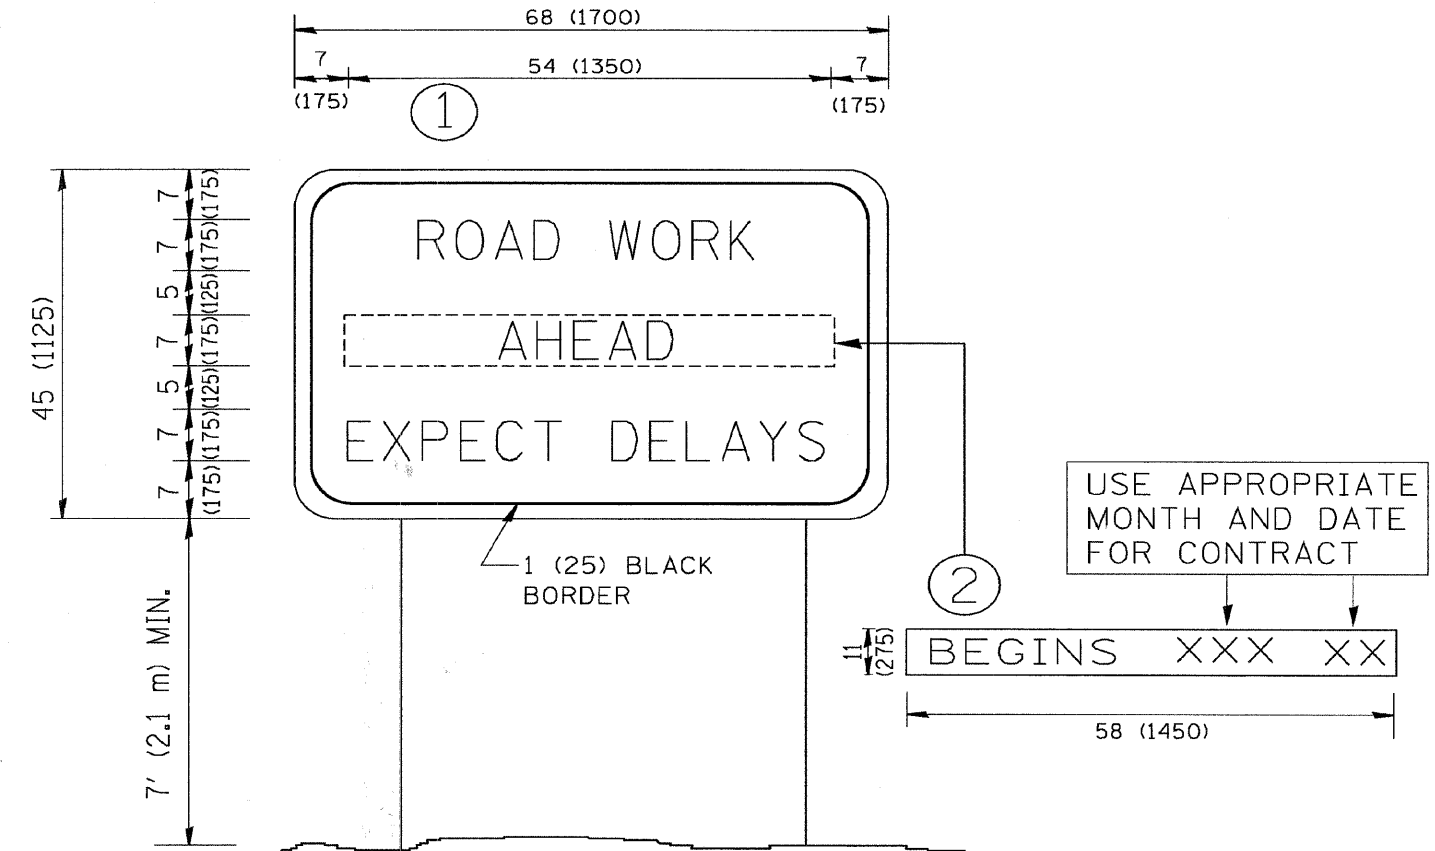 68 (1700)
7
54 (1350)
7
(175)
(175)
1
7
(175)
7
(175)
5
(125)
7
(175)
5
(125)
7
(175)
7
(175)
45 (1125)
7' (2.1 m) MIN.
ROAD WORK
AHEAD
EXPECT DELAYS
1 (25) BLACK
BORDER
2
USE APPROPRIATE
MONTH AND DATE
FOR CONTRACT
11
(275)
BEGINS XXX XX
58 (1450)